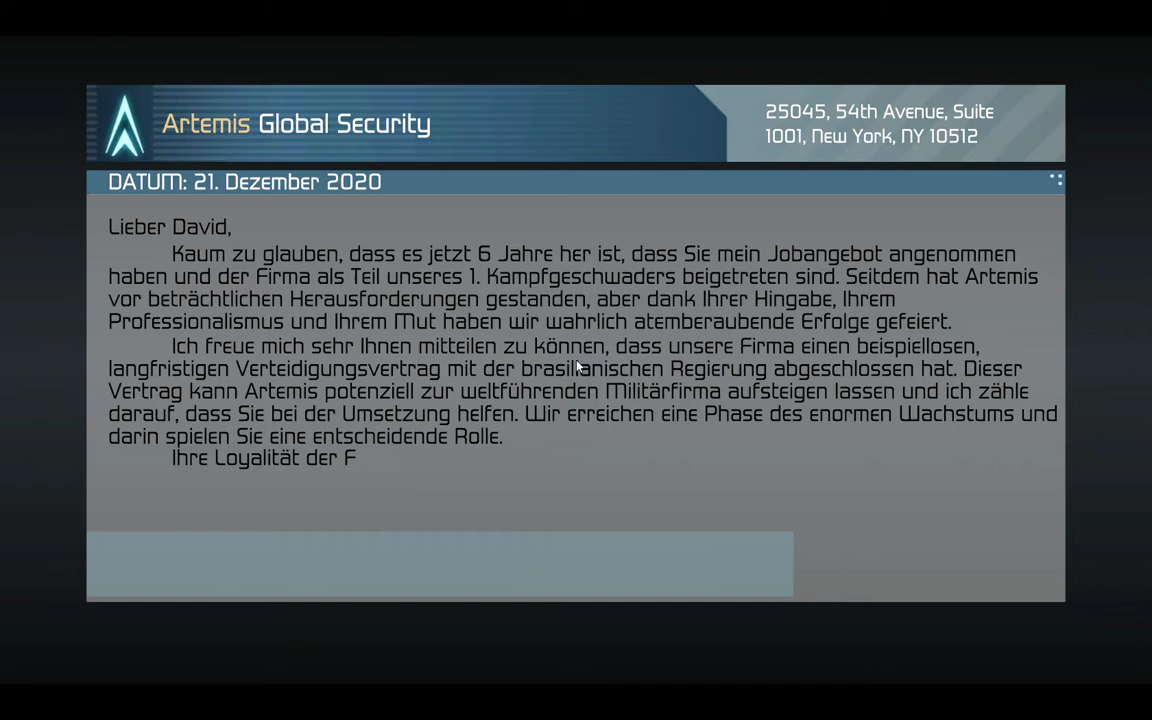 Artemis Global Security
25045, 54th Avenue, Suite
1001, New York, NY 10512
DATUM: 21. Dezember 2020
Lieber David,
Kaum zu glauben, dass es jetzt 6 Jahre her ist, dass Sie mein Jobangebot angenommen
haben und der Firma als Teil unseres 1. Kampfgeschwaders beigetreten sind. Seitdem hat Artemis
vor beträchtlichen Herausforderungen gestanden, aber dank Ihrer Hingabe, Ihrem
Professionalismus und Ihrem Mut haben wir wahrlich atemberaubende Erfolge gefeiert.
Ich freue mich sehr Ihnen mitteilen zu können, dass unsere Firma einen beispiellosen,
langfristigen Verteidigungsvertrag mit der brasilianischen Regierung abgeschlossen hat. Dieser
Vertrag kann Artemis potenziell zur weltführenden Militärfirma aufsteigen lassen und ich zähle
darauf, dass Sie bei der Umsetzung helfen. Wir erreichen eine Phase des enormen Wachstums und
darin spielen Sie eine entscheidende Rolle.
Ihre Loyalität der F